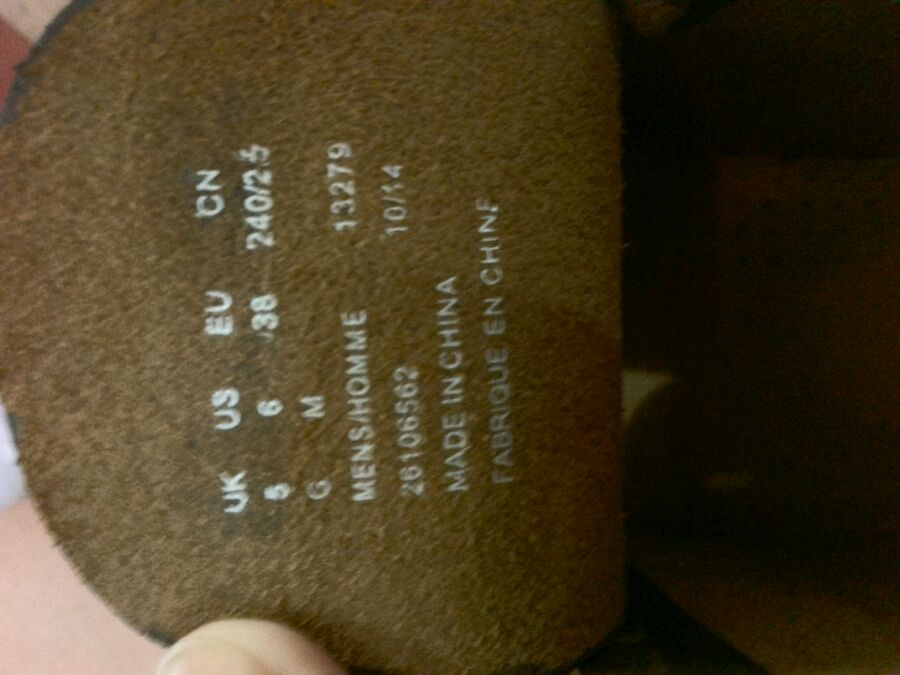 UK US EU CN
5 6 38 240/2.5
G M
MENS/HOMME 13279
26106562 10/14
MADE IN CHINA
FABRIQUE EN CHINE